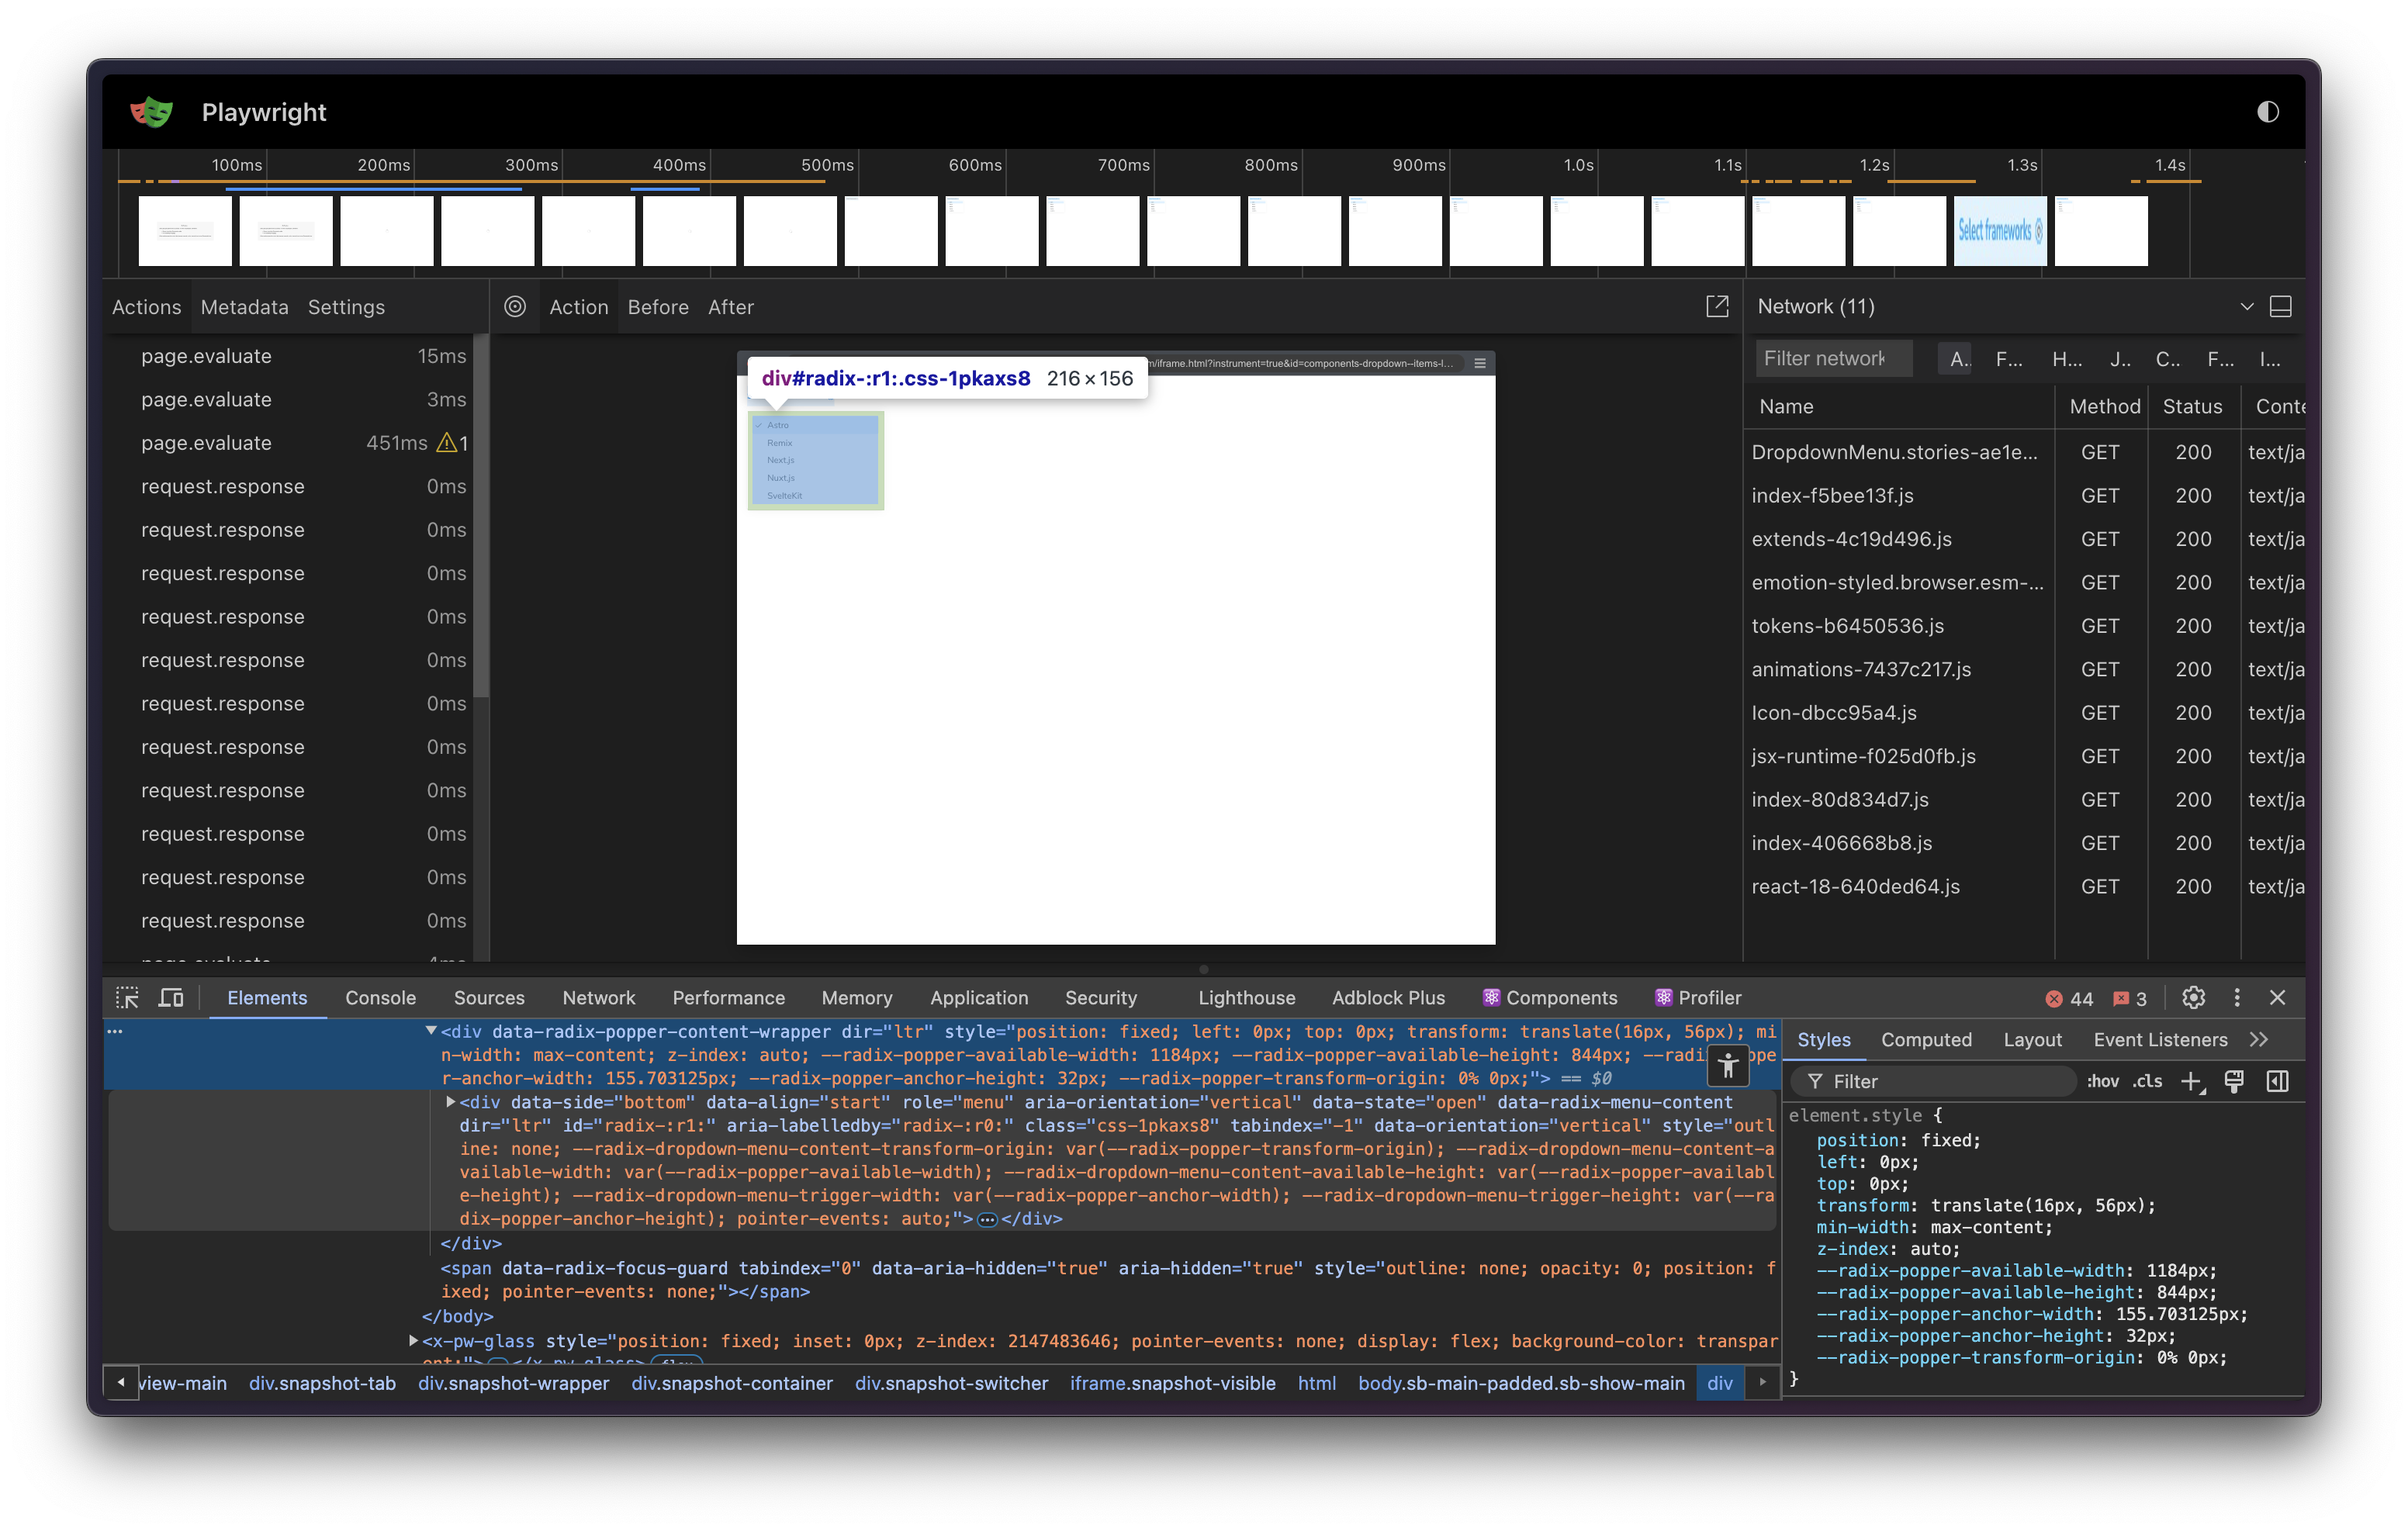 Playwright
100ms 200ms 300ms 400ms 500ms 600ms 700ms 800ms 900ms 1.0s 1.1s 1.2s 1.3s 1.4s
Select frameworks
Actions Metadata Settings
page.evaluate 15ms
page.evaluate 3ms
page.evaluate 451ms 1
request.response 0ms
request.response 0ms
request.response 0ms
request.response 0ms
request.response 0ms
request.response 0ms
request.response 0ms
request.response 0ms
request.response 0ms
request.response 0ms
request.response 0ms
Action Before After
m/iframe.html?instrument=true&id=components-dropdown--items-l...
div#radix-:r1:.css-1pkaxs8 216×156
Astro
Remix
Next.js
Nuxt.js
SvelteKit
Network (11)
Filter network A.. F... H... J.. C.. F... I...
Name Method Status Conte
DropdownMenu.stories-ae1e... GET 200 text/ja
index-f5bee13f.js GET 200 text/ja
extends-4c19d496.js GET 200 text/ja
emotion-styled.browser.esm-... GET 200 text/ja
tokens-b6450536.js GET 200 text/ja
animations-7437c217.js GET 200 text/ja
Icon-dbcc95a4.js GET 200 text/ja
jsx-runtime-f025d0fb.js GET 200 text/ja
index-80d834d7.js GET 200 text/ja
index-406668b8.js GET 200 text/ja
react-18-640ded64.js GET 200 text/ja
Elements Console Sources Network Performance Memory Application Security Lighthouse Adblock Plus Components Profiler 44 3
<div data-radix-popper-content-wrapper dir="ltr" style="position: fixed; left: 0px; top: 0px; transform: translate(16px, 56px); mi
n-width: max-content; z-index: auto; --radix-popper-available-width: 1184px; --radix-popper-available-height: 844px; --radi ppe
r-anchor-width: 155.703125px; --radix-popper-anchor-height: 32px; --radix-popper-transform-origin: 0% 0px;"> == $0
<div data-side="bottom" data-align="start" role="menu" aria-orientation="vertical" data-state="open" data-radix-menu-content
dir="ltr" id="radix-:r1:" aria-labelledby="radix-:r0:" class="css-1pkaxs8" tabindex="-1" data-orientation="vertical" style="outl
ine: none; --radix-dropdown-menu-content-transform-origin: var(--radix-popper-transform-origin); --radix-dropdown-menu-content-a
vailable-width: var(--radix-popper-available-width); --radix-dropdown-menu-content-available-height: var(--radix-popper-availabl
e-height); --radix-dropdown-menu-trigger-width: var(--radix-popper-anchor-width); --radix-dropdown-menu-trigger-height: var(--ra
dix-popper-anchor-height); pointer-events: auto;">…</div>
</div>
<span data-radix-focus-guard tabindex="0" data-aria-hidden="true" aria-hidden="true" style="outline: none; opacity: 0; position: f
ixed; pointer-events: none;"></span>
</body>
<x-pw-glass style="position: fixed; inset: 0px; z-index: 2147483646; pointer-events: none; display: flex; background-color: transpar
view-main div.snapshot-tab div.snapshot-wrapper div.snapshot-container div.snapshot-switcher iframe.snapshot-visible html body.sb-main-padded.sb-show-main div
Styles Computed Layout Event Listeners
Filter :hov .cls
element.style {
position: fixed;
left: 0px;
top: 0px;
transform: translate(16px, 56px);
min-width: max-content;
z-index: auto;
--radix-popper-available-width: 1184px;
--radix-popper-available-height: 844px;
--radix-popper-anchor-width: 155.703125px;
--radix-popper-anchor-height: 32px;
--radix-popper-transform-origin: 0% 0px;
}